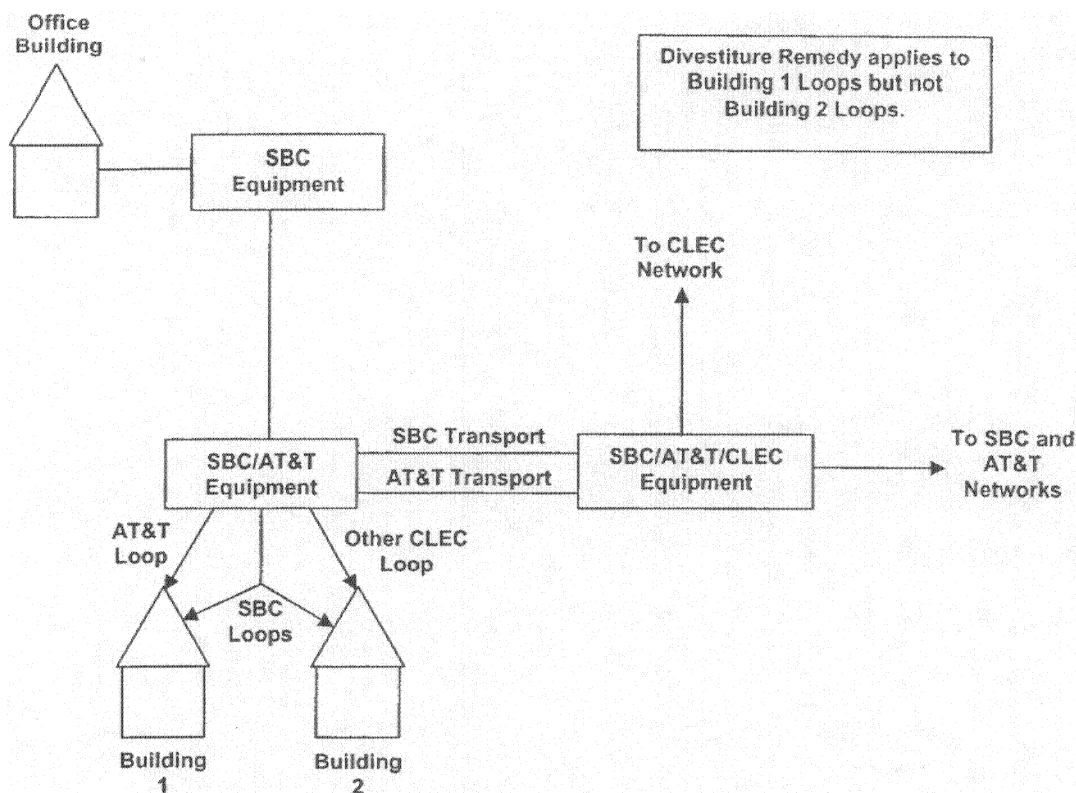 Office
Building
Divestiture Remedy applies to
Building 1 Loops but not
Building 2 Loops.
SBC
Equipment
To CLEC
Network
SBC Transport
AT&T Transport
SBC/AT&T
Equipment
SBC/AT&T/CLEC
Equipment
To SBC and
AT&T
Networks
AT&T
Loop
Other CLEC
Loop
SBC
Loops
Building
1
Building
2